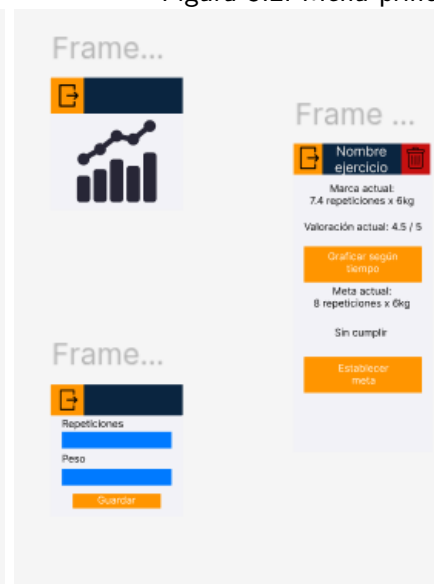 Figura 3.2: Menú princ
Frame...
Frame ...
Nombre
ejercicio
Marca actual:
7.4 repeticiones x 6kg
Valoración actual: 4.5 / 5
Graficar según
tiempo
Meta actual:
8 repeticiones x 6kg
Sin cumplir
Establecer
meta
Frame...
Repeticiones
Peso
Guardar